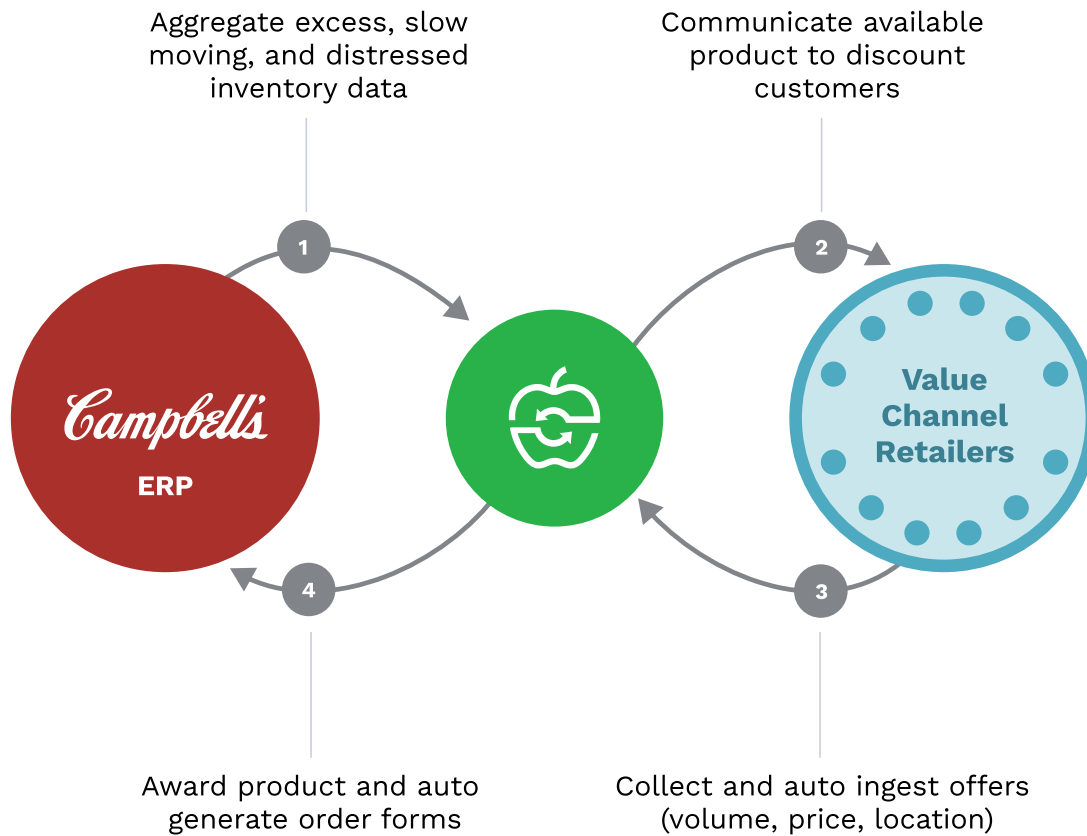 Aggregate excess, slow
moving, and distressed
inventory data
Communicate available
product to discount
customers
1
2
Campbell's
ERP
Value
Channel
Retailers
4
3
Award product and auto
generate order forms
Collect and auto ingest offers
(volume, price, location)